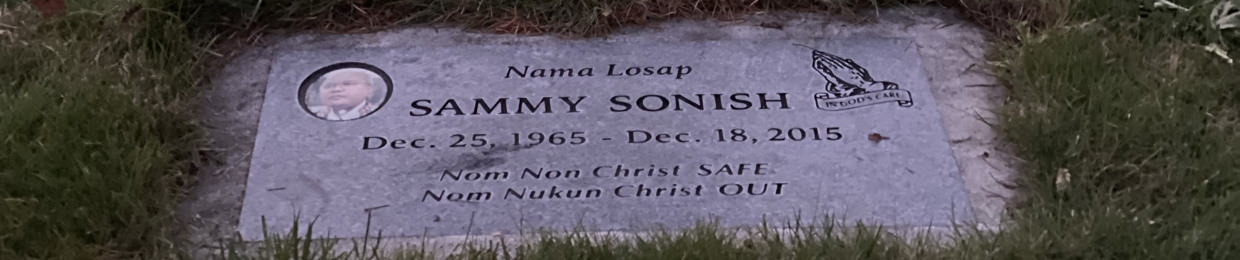 Nama Losap
SAMMY SONISH
IN GOD'S CARE
Dec. 25, 1965 - Dec. 18, 2015
Nom Non Christ SAFE
Nom Nukun Christ OUT